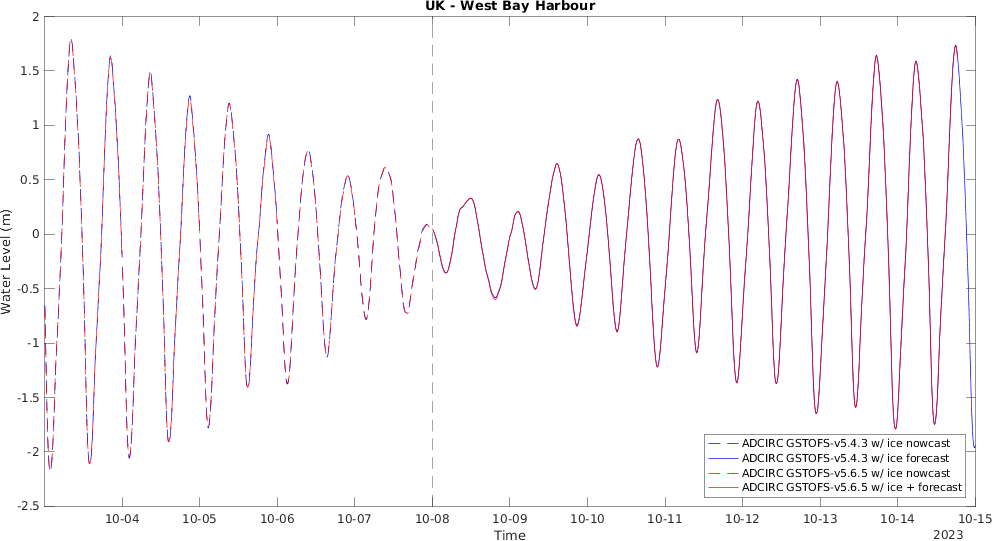 UK - West Bay Harbour
2
1.5
1
0.5
0
-0.5
-1
-1.5
-2
-2.5
Water Level (m)
ADCIRC GSTOFS-v5.4.3 w/ ice nowcast
ADCIRC GSTOFS-v5.4.3 w/ ice forecast
ADCIRC GSTOFS-v5.6.5 w/ ice nowcast
ADCIRC GSTOFS-v5.6.5 w/ ice + forecast
10-04 10-05 10-06 10-07 10-08 10-09 10-10 10-11 10-12 10-13 10-14 10-15
Time
2023